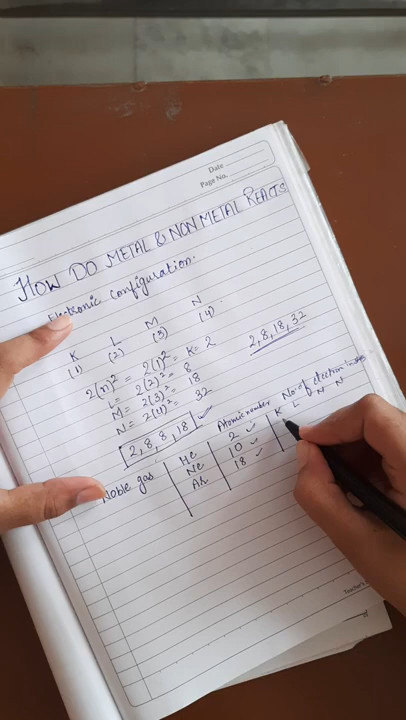 Date
Page No.
HOW DO METAL & NON METAL REACTS
Electronic Configuration.
K L M N
(1) (2) (3) (4)
2(n)² = 2(1)² = K = 2
L = 2(2)² = 8
M = 2(3)² = 18
N = 2(4)² = 32
2,8,18,32
2,8,8,18
Noble gas Atomic number No. of electron in
K L M N
He 2
Ne 10
Ar 18
Teacher's